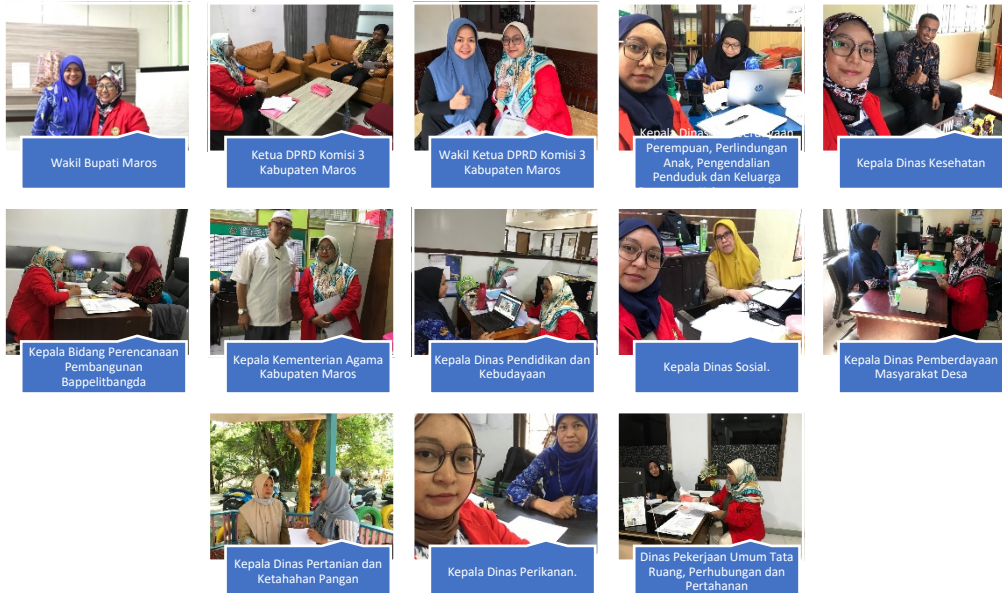 Wakil Bupati Maros
Ketua DPRD Komisi 3
Kabupaten Maros
Wakil Ketua DPRD Komisi 3
Kabupaten Maros
Kepala Dinas
Perempuan, Perlindungan
Anak, Pengendalian
Penduduk dan Keluarga
Kepala Dinas Kesehatan
Kepala Bidang Perencanaan
Pembangunan
Bappelitbangda
Kepala Kementerian Agama
Kabupaten Maros
Kepala Dinas Pendidikan dan
Kebudayaan
Kepala Dinas Sosial.
Kepala Dinas Pemberdayaan
Masyarakat Desa
Kepala Dinas Pertanian dan
Ketahahan Pangan
Kepala Dinas Perikanan.
Dinas Pekerjaan Umum Tata
Ruang, Perhubungan dan
Pertahanan